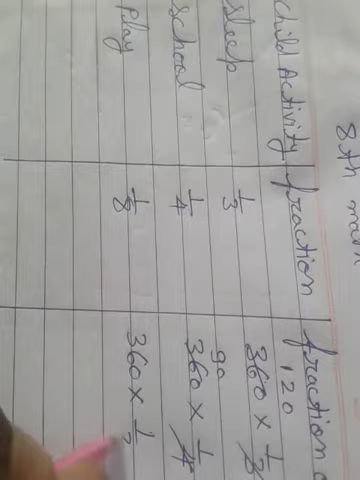 8th math
Child Activity fraction fraction
120
sleep 1/3 360 × 1/3
90
school 1/4 360 × 1/4
Play 1/8 360 × 1/